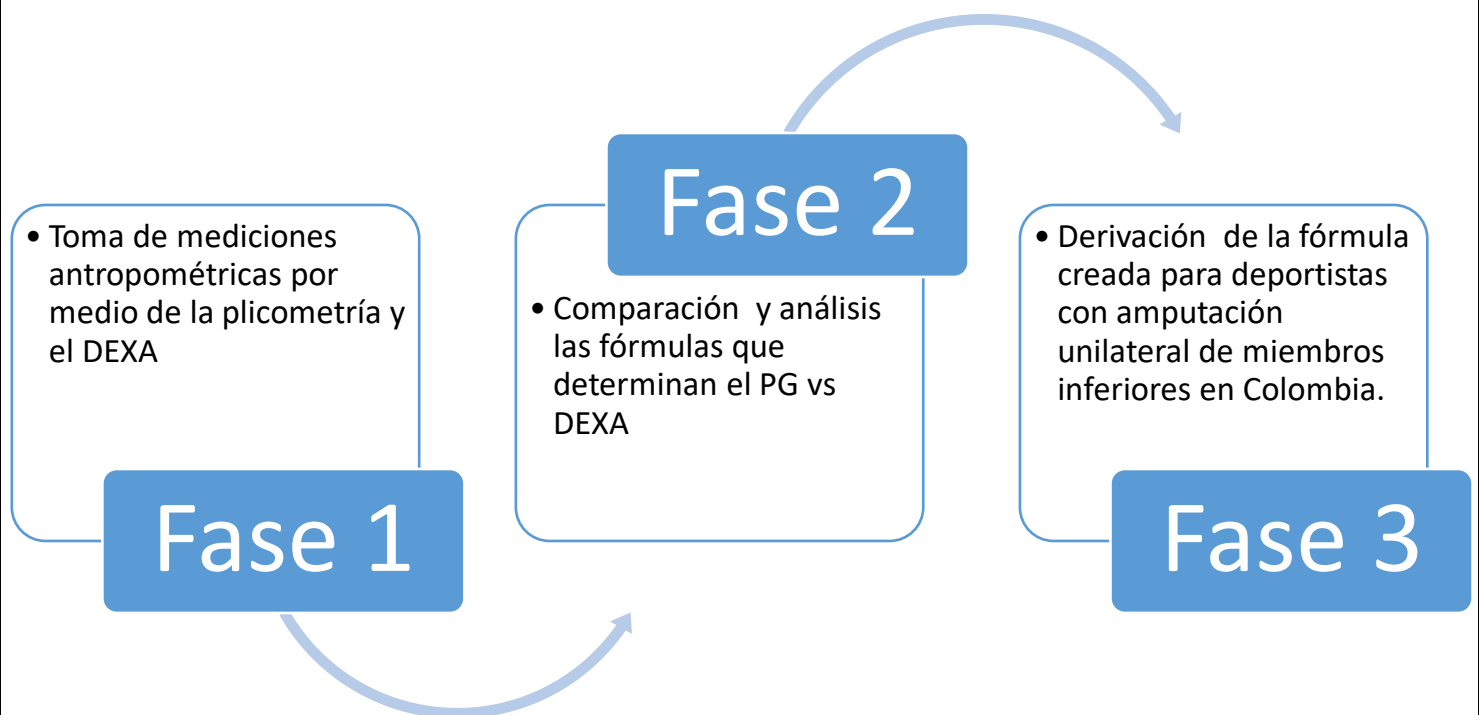 • Toma de mediciones
antropométricas por
medio de la plicometría y
el DEXA
Fase 1
Fase 2
• Comparación y análisis
las fórmulas que
determinan el PG vs
DEXA
• Derivación de la fórmula
creada para deportistas
con amputación
unilateral de miembros
inferiores en Colombia.
Fase 3